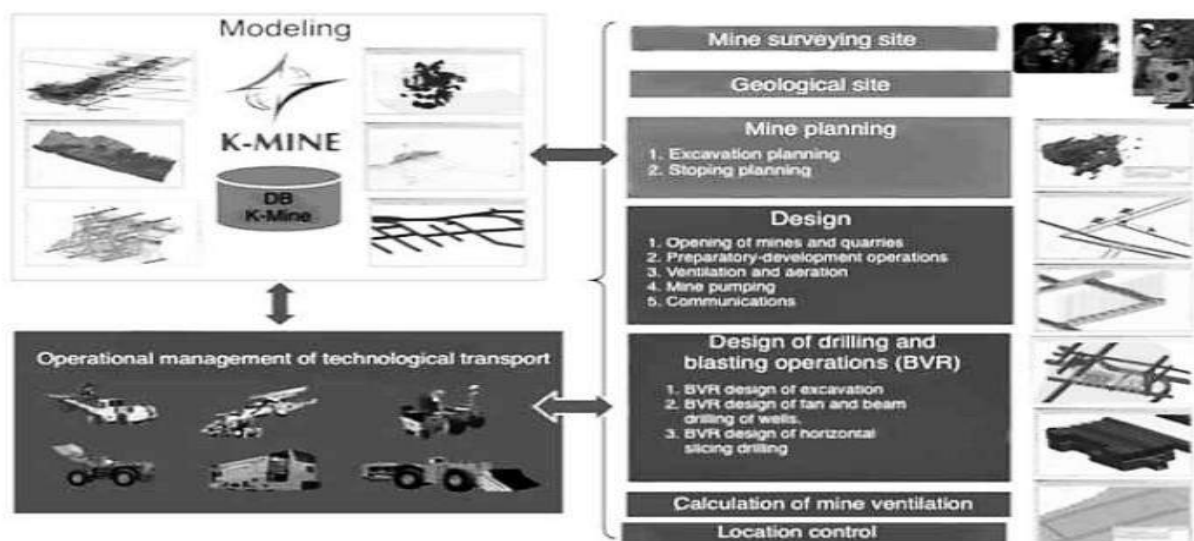 Modeling
K-MINE
DB
K-Mine
Operational management of technological transport
Mine surveying site
Geological site
Mine planning
1. Excavation planning
2. Stoping planning
Design
1. Opening of mines and quarries
2. Preparatory-development operations
3. Ventilation and aeration
4. Mine pumping
5. Communications
Design of drilling and
blasting operations (BVR)
1. BVR design of excavation
2. BVR design of fan and beam
drilling of wells.
3. BVR design of horizontal
slicing drilling
Calculation of mine ventilation
Location control